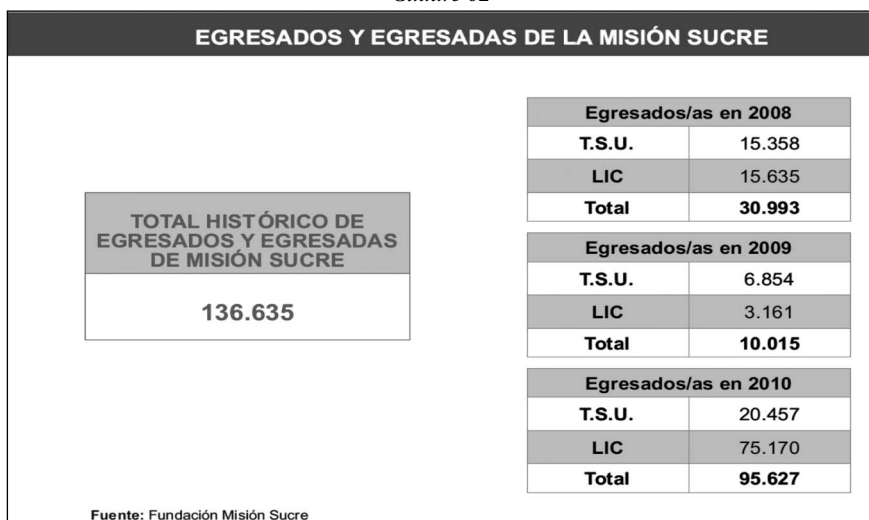 EGRESADOS Y EGRESADAS DE LA MISIÓN SUCRE
TOTAL HISTÓRICO DE
EGRESADOS Y EGRESADAS
DE MISIÓN SUCRE
136.635
Egresados/as en 2008
T.S.U. 15.358
LIC 15.635
Total 30.993
Egresados/as en 2009
T.S.U. 6.854
LIC 3.161
Total 10.015
Egresados/as en 2010
T.S.U. 20.457
LIC 75.170
Total 95.627
Fuente: Fundación Misión Sucre